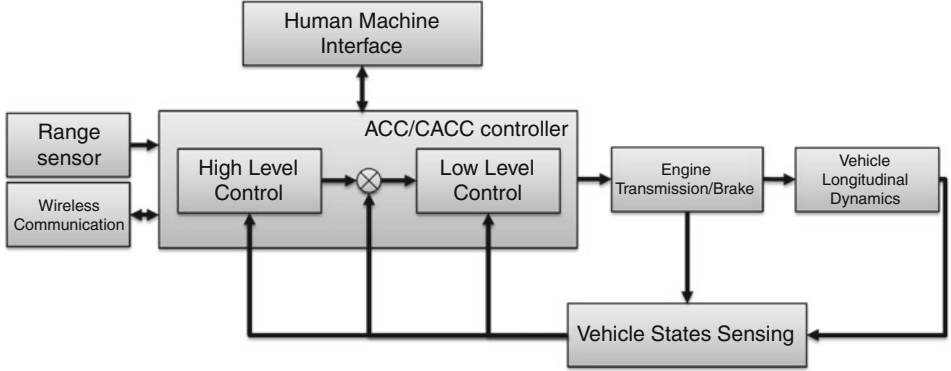 Human Machine
Interface
ACC/CACC controller
Range
sensor
High Level
Control
Low Level
Control
Engine
Transmission/Brake
Vehicle
Longitudinal
Dynamics
Wireless
Communication
Vehicle States Sensing